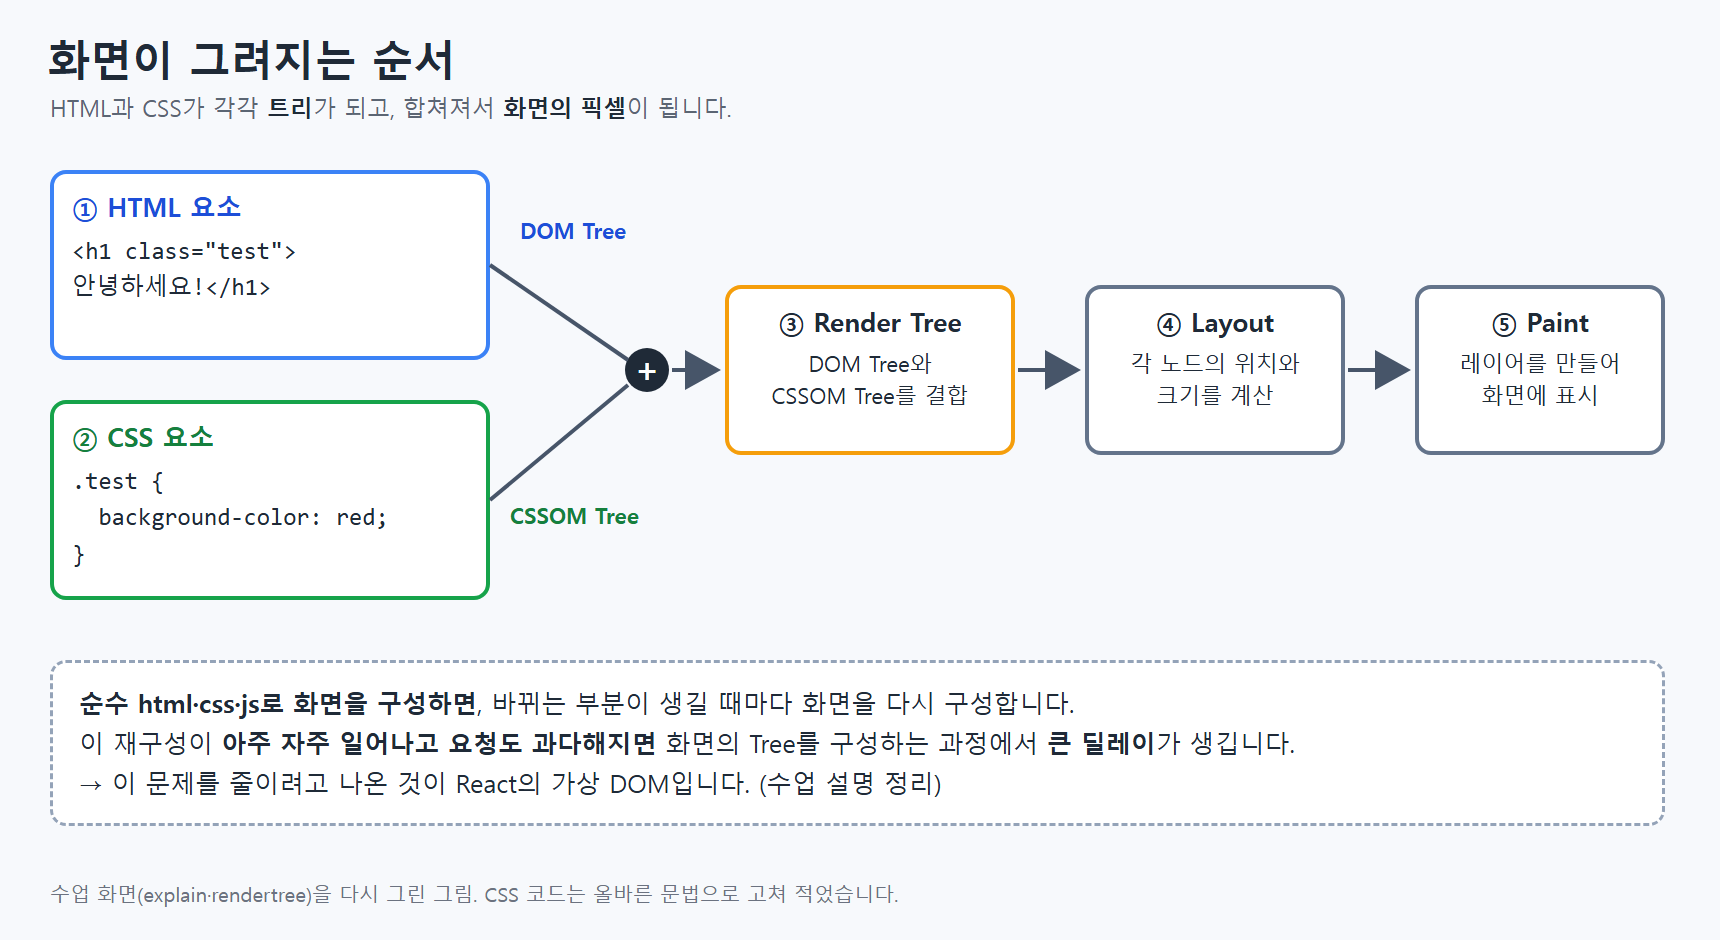 화면이 그려지는 순서
HTML과 CSS가 각각 트리가 되고, 합쳐져서 화면의 픽셀이 됩니다.
① HTML 요소
<h1 class="test">
안녕하세요!</h1>
DOM Tree
② CSS 요소
.test {
  background-color: red;
}
CSSOM Tree
+
③ Render Tree
DOM Tree와
CSSOM Tree를 결합
④ Layout
각 노드의 위치와
크기를 계산
⑤ Paint
레이어를 만들어
화면에 표시
순수 html·css·js로 화면을 구성하면, 바뀌는 부분이 생길 때마다 화면을 다시 구성합니다.
이 재구성이 아주 자주 일어나고 요청도 과다해지면 화면의 Tree를 구성하는 과정에서 큰 딜레이가 생깁니다.
→ 이 문제를 줄이려고 나온 것이 React의 가상 DOM입니다. (수업 설명 정리)
수업 화면(explain·rendertree)을 다시 그린 그림. CSS 코드는 올바른 문법으로 고쳐 적었습니다.